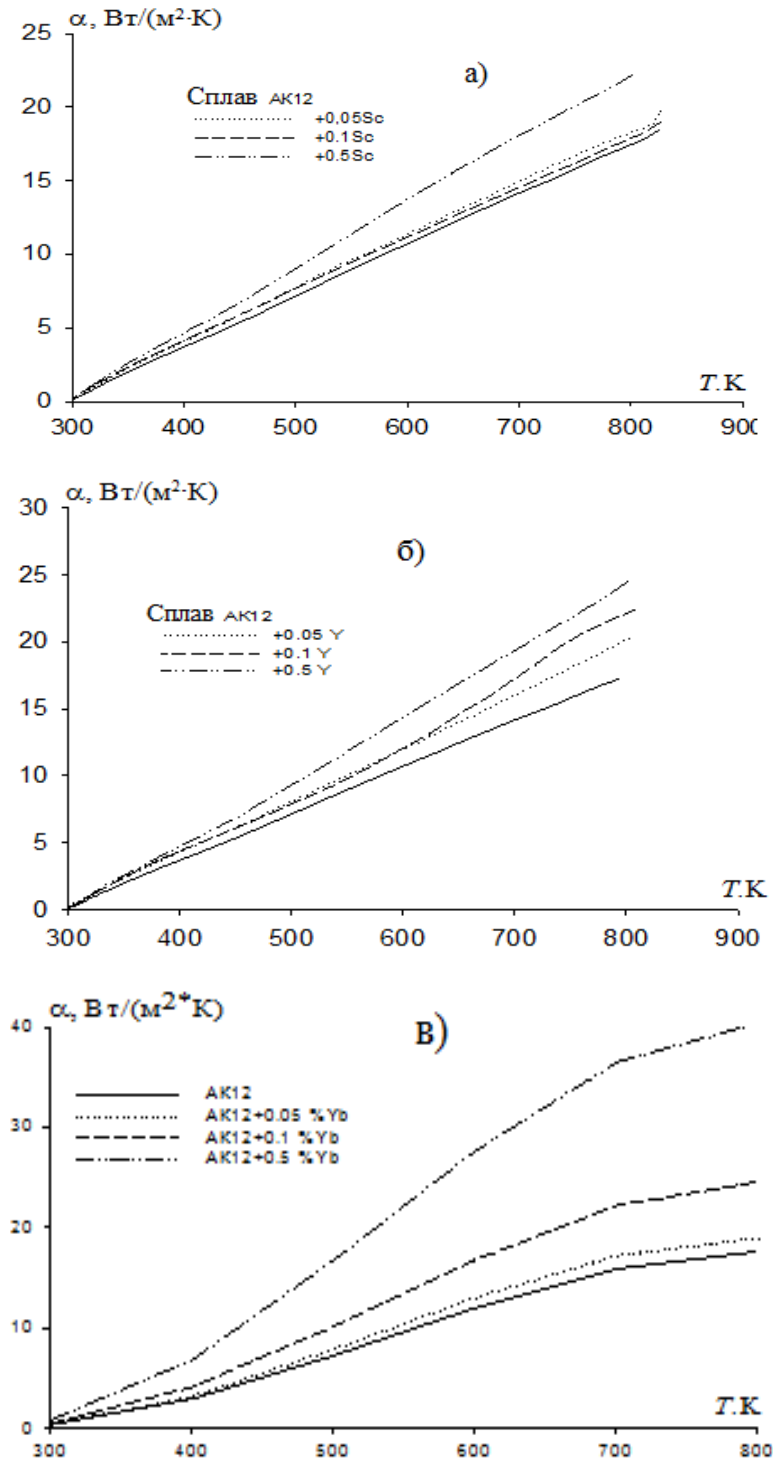 α, Вт/(м²·К)
25
а)
Сплав АК12
+0,05Sc
+0.1Sc
+0.5Sc
20
15
10
5
0
T.К
300 400 500 600 700 800 900
α, Вт/(м²·К)
30
б)
25
Сплав АК12
+0.05 Y
+0.1 Y
+0.5 Y
20
15
10
5
0
T.К
300 400 500 600 700 800 900
α, Вт/(м2*К)
40
В)
АК12
АК12+0.05 %Yb
АК12+0.1 %Yb
АК12+0.5 %Yb
30
20
10
0
T.К
300 400 500 600 700 800